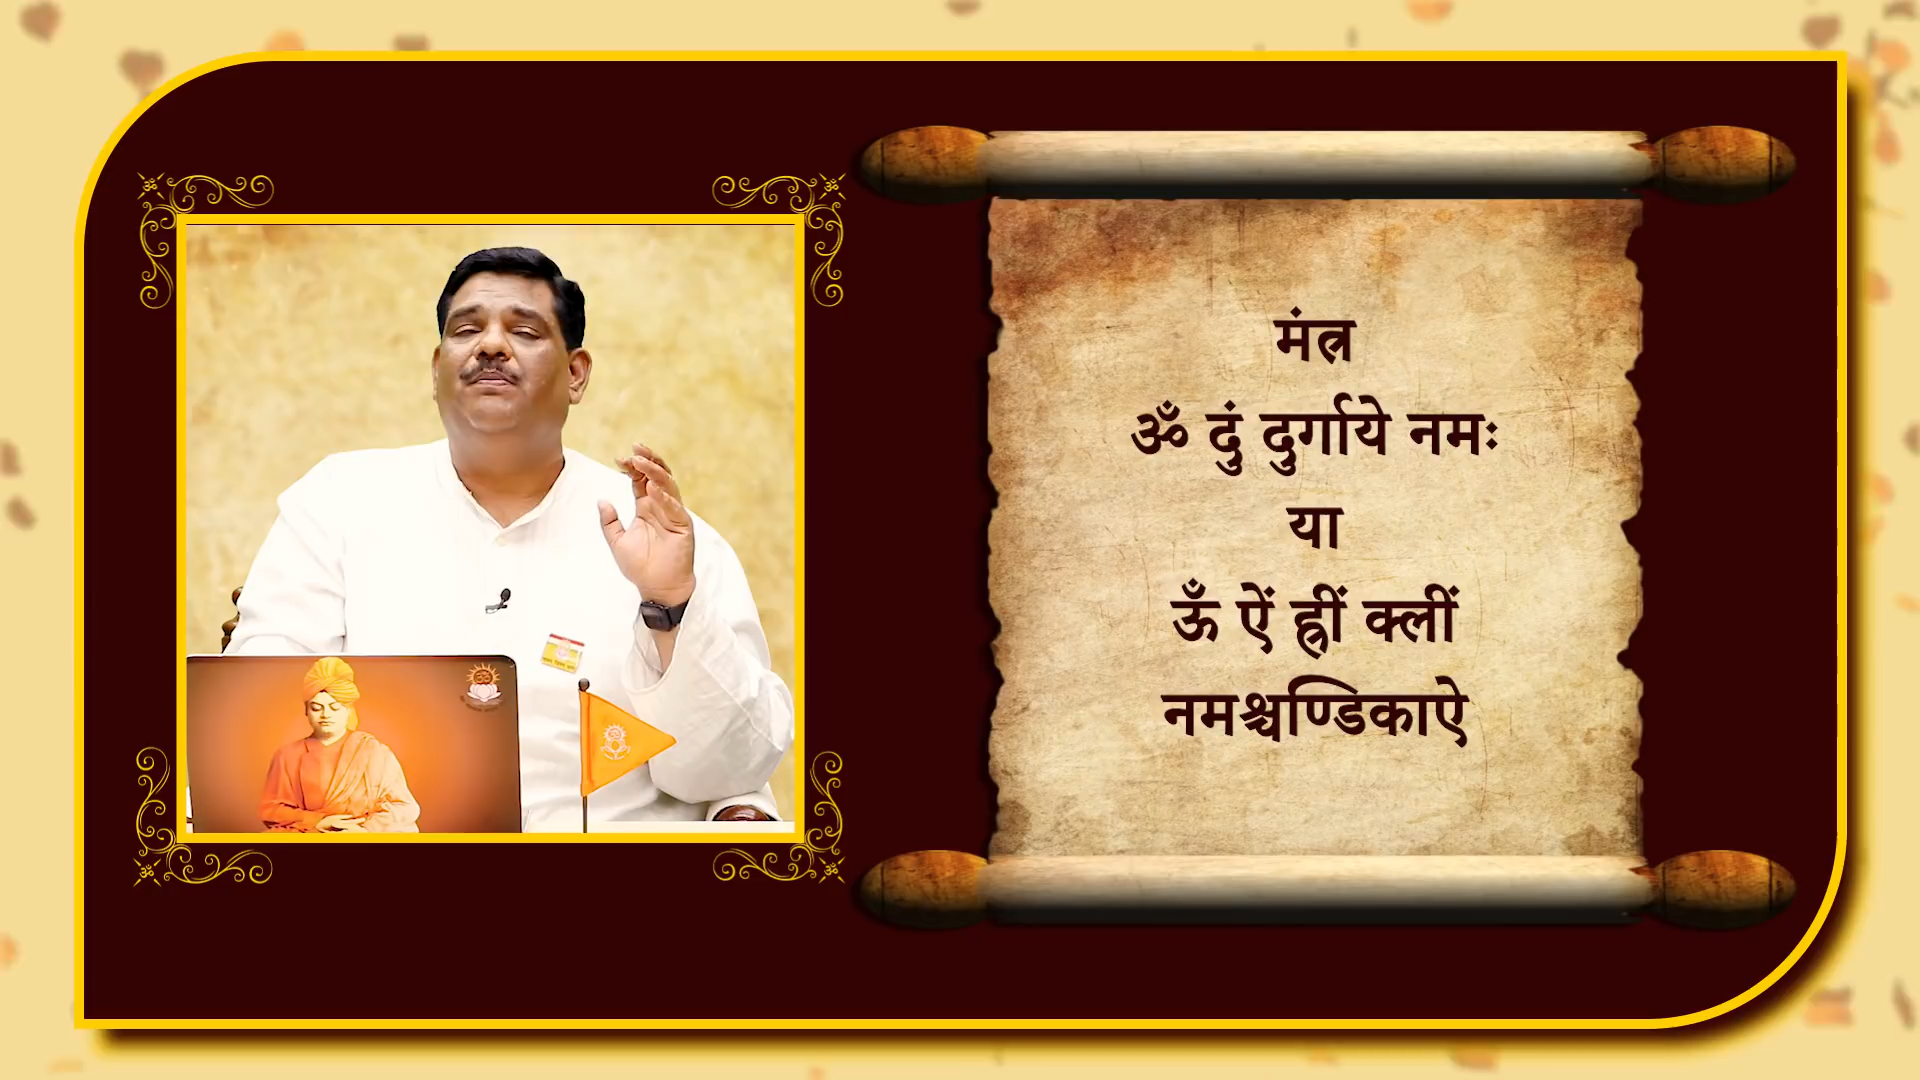 मंत्र
ॐ दुं दुर्गाये नमः
या
ऊँ ऐं ह्रीं क्लीं
नमश्चण्डिकाऐ